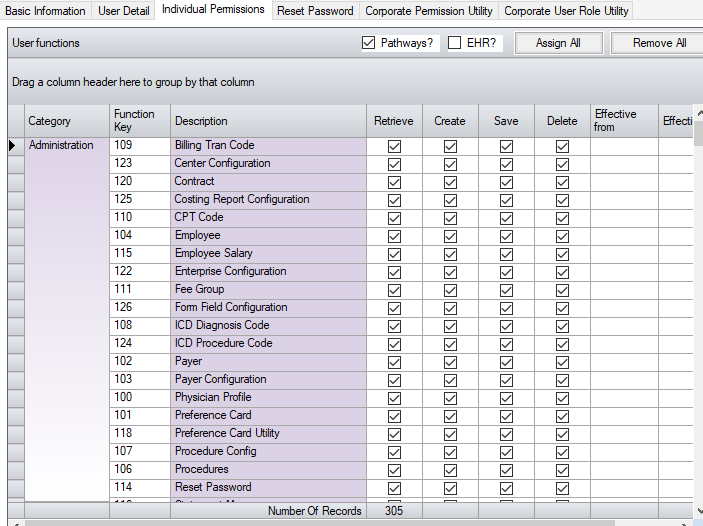 Basic Information User Detail Individual Permissions Reset Password Corporate Permission Utility Corporate User Role Utility
User functions Pathways? EHR? Assign All Remove All
Drag a column header here to group by that column
Category Function Key Description Retrieve Create Save Delete Effective from Effecti
Administration 109 Billing Tran Code
123 Center Configuration
120 Contract
125 Costing Report Configuration
110 CPT Code
104 Employee
115 Employee Salary
122 Enterprise Configuration
111 Fee Group
126 Form Field Configuration
108 ICD Diagnosis Code
124 ICD Procedure Code
102 Payer
103 Payer Configuration
100 Physician Profile
101 Preference Card
118 Preference Card Utility
107 Procedure Config
106 Procedures
114 Reset Password
Number Of Records 305